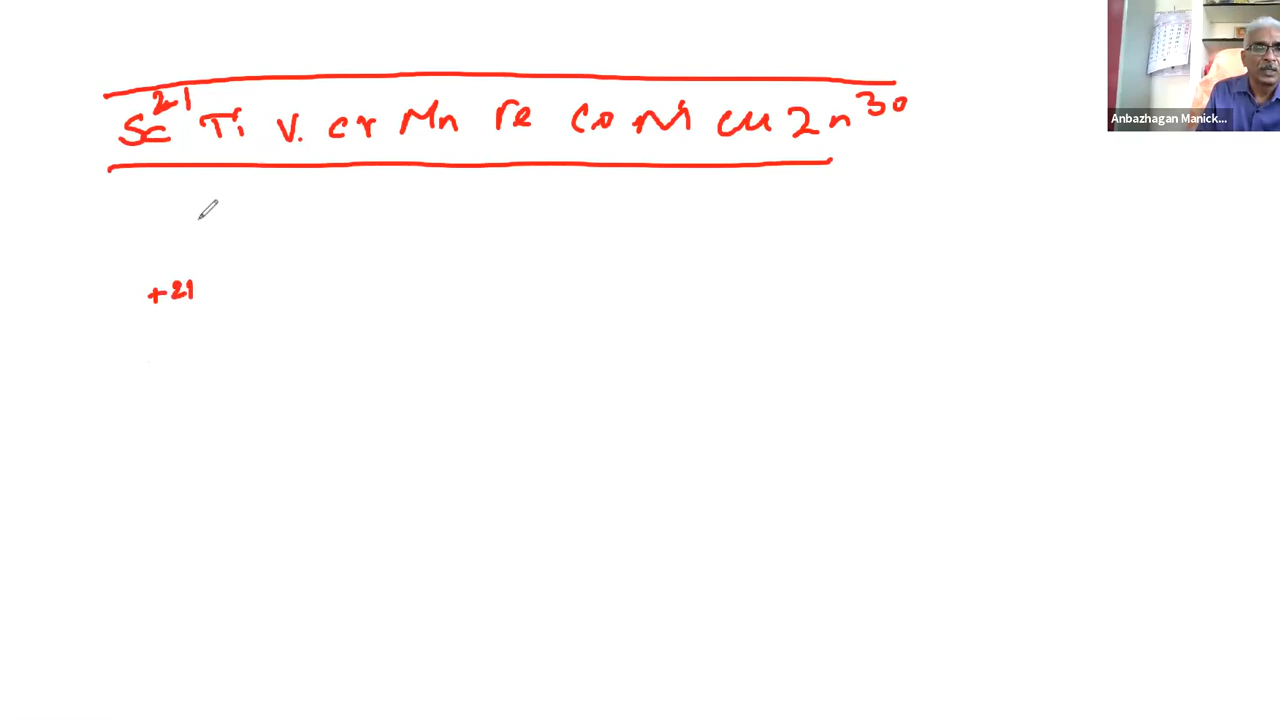 Sc²¹ Ti V. Cr Mn Fe Co Ni Cu Zn³⁰
Anbazhagan Manick...
+21